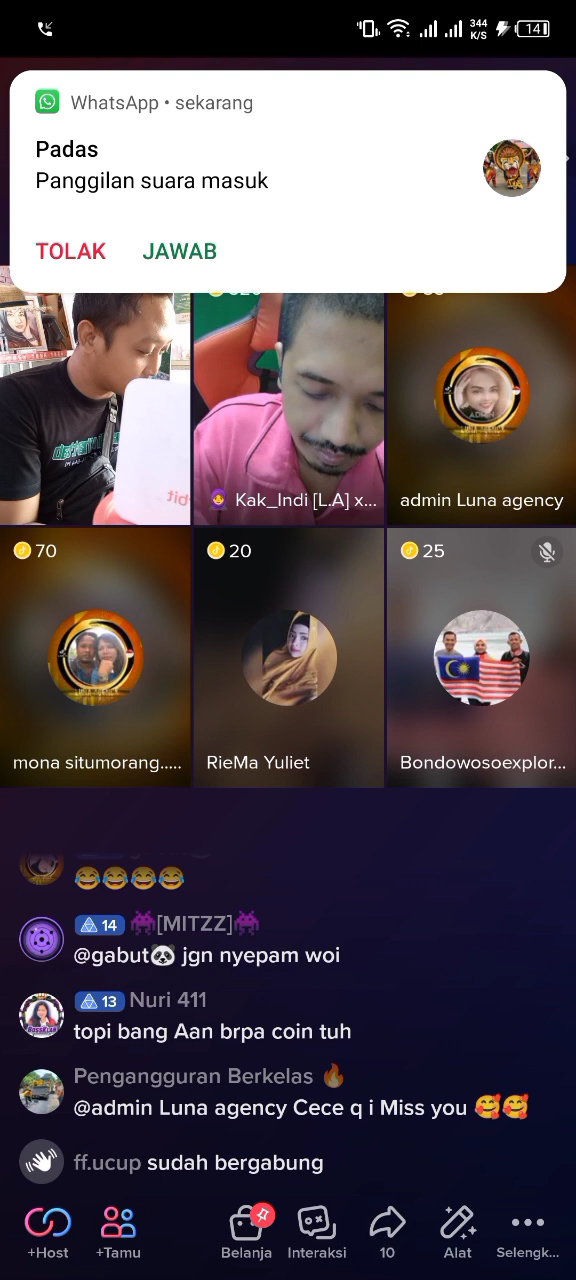 344
K/S
14
WhatsApp • sekarang
Padas
Panggilan suara masuk
TOLAK
JAWAB
Kak_Indi [L.A] x...
admin Luna agency
70
20
25
mona situmorang.....
RieMa Yuliet
Bondowosoexplor...
😂😂😂😂
14 👾[MITZZ]👾
@gabut🐼 jgn nyepam woi
13 Nuri 411
topi bang Aan brpa coin tuh
Pengangguran Berkelas 🔥
@admin Luna agency Cece q i Miss you 🥰🥰
ff.ucup sudah bergabung
+Host
+Tamu
Belanja
Interaksi
10
Alat
Selengk...